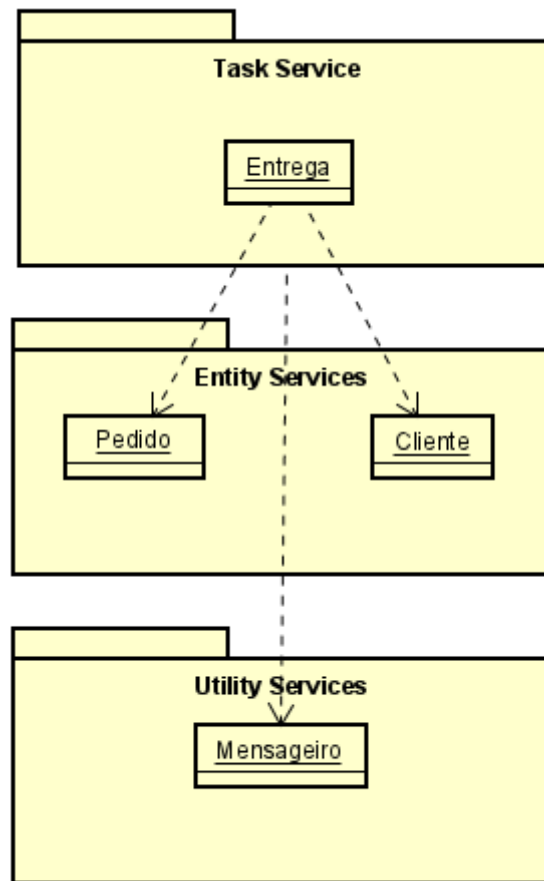 Task Service
Entrega
Entity Services
Pedido
Cliente
Utility Services
Mensageiro